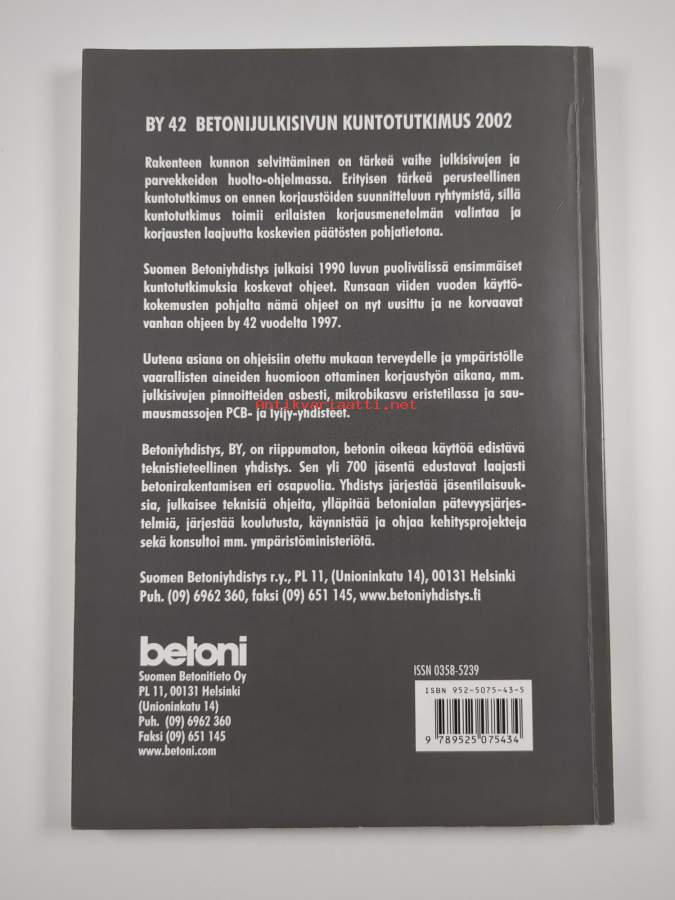 BY 42 BETONIJULKISIVUN KUNTOTUTKIMUS 2002
Rakenteen kunnon selvittäminen on tärkeä vaihe julkisivujen ja
parvekkeiden huolto-ohjelmassa. Erityisen tärkeä perusteellinen
kuntotutkimus on ennen korjaustöiden suunnitteluun ryhtymistä, sillä
kuntotutkimus toimii erilaisten korjausmenetelmän valintaa ja
korjausten laajuutta koskevien päätösten pohjatietona.
Suomen Betoniyhdistys julkaisi 1990 luvun puolivälissä ensimmäiset
kuntotutkimuksia koskevat ohjeet. Runsaan viiden vuoden käyttö-
kokemusten pohjalta nämä ohjeet on nyt uusittu ja ne korvaavat
vanhan ohjeen by 42 vuodelta 1997.
Uutena asiana on ohjeisiin otettu mukaan terveydelle ja ympäristölle
vaarallisten aineiden huomioon ottaminen korjaustyön aikana, mm.
julkisivujen pinnoitteiden asbesti, mikrobikasvu eristetilassa ja sau-
mausmassojen PCB- ja lyijy-yhdisteet.
Antikvariaatti.net
Betoniyhdistys, BY, on riippumaton, betonin oikeaa käyttöä edistävä
teknistieteellinen yhdistys. Sen yli 700 jäsentä edustavat laajasti
betonirakentamisen eri osapuolia. Yhdistys järjestää jäsentilaisuuk-
sia, julkaisee teknisiä ohjeita, ylläpitää betonialan pätevyysjärjes-
telmiä, järjestää koulutusta, käynnistää ja ohjaa kehitysprojekteja
sekä konsultoi mm. ympäristöministeriötä.
Suomen Betoniyhdistys r.y., PL 11, (Unioninkatu 14), 00131 Helsinki
Puh. (09) 6962 360, faksi (09) 651 145, www.betoniyhdistys.fi
betoni
Suomen Betonitieto Oy
PL 11, 00131 Helsinki
(Unioninkatu 14)
Puh. (09) 6962 360
Faksi (09) 651 145
www.betoni.com
ISSN 0358-5239
ISBN 952-5075-43-5
9 789525 075434